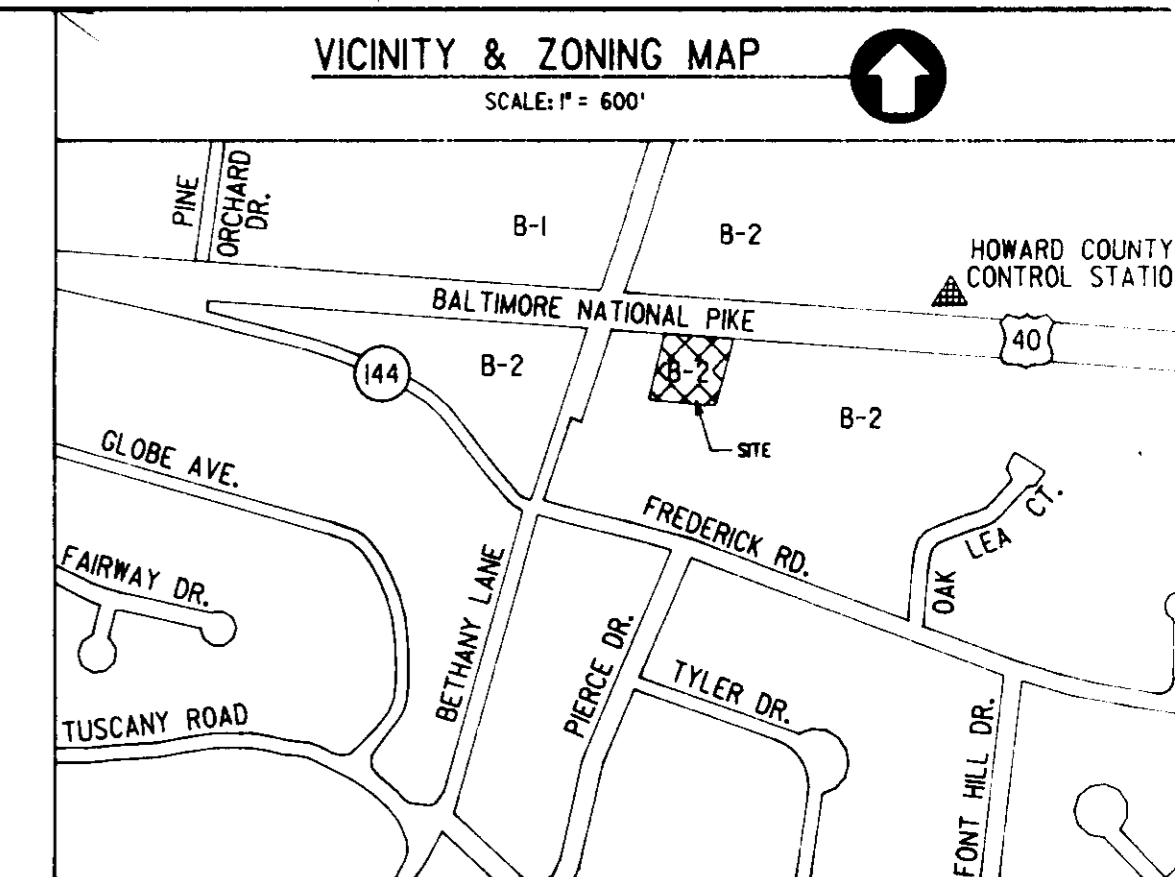 VICINITY & ZONING MAP
SCALE: 1" = 600'
PINE
ORCHARD
DR.
B-1
B-2
HOWARD COUNTY
CONTROL STATIO
BALTIMORE NATIONAL PIKE
40
144
B-2
B-2
B-2
SITE
GLOBE AVE.
FREDERICK RD.
OAK LEA CT.
FAIRWAY DR.
BETHANY LANE
PIERCE DR.
TYLER DR.
TUSCANY ROAD
FONT HILL DR.